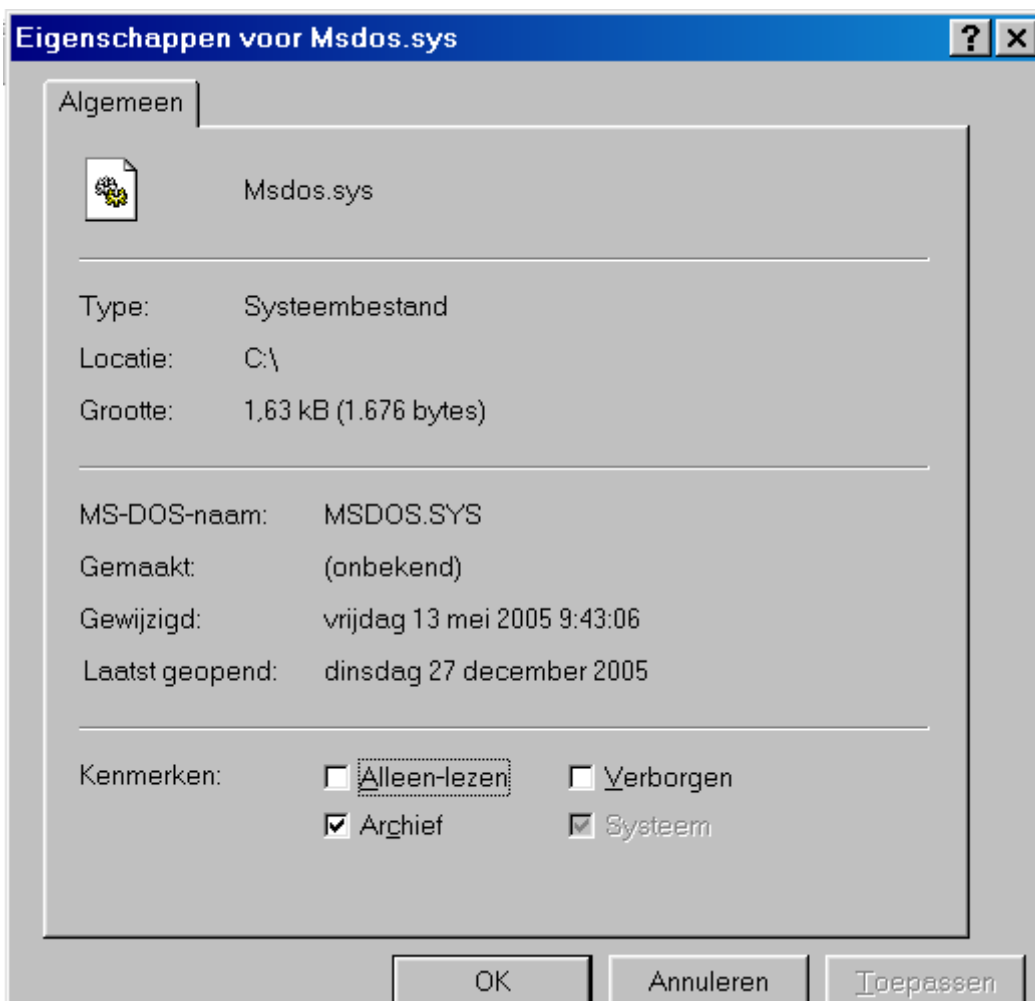 Eigenschappen voor Msdos.sys
Algemeen
Msdos.sys
Type: Systeembestand
Locatie: C:\
Grootte: 1,63 kB (1.676 bytes)
MS-DOS-naam: MSDOS.SYS
Gemaakt: (onbekend)
Gewijzigd: vrijdag 13 mei 2005 9:43:06
Laatst geopend: dinsdag 27 december 2005
Kenmerken: Alleen-lezen Verborgen
Archief Systeem
OK Annuleren Toepassen